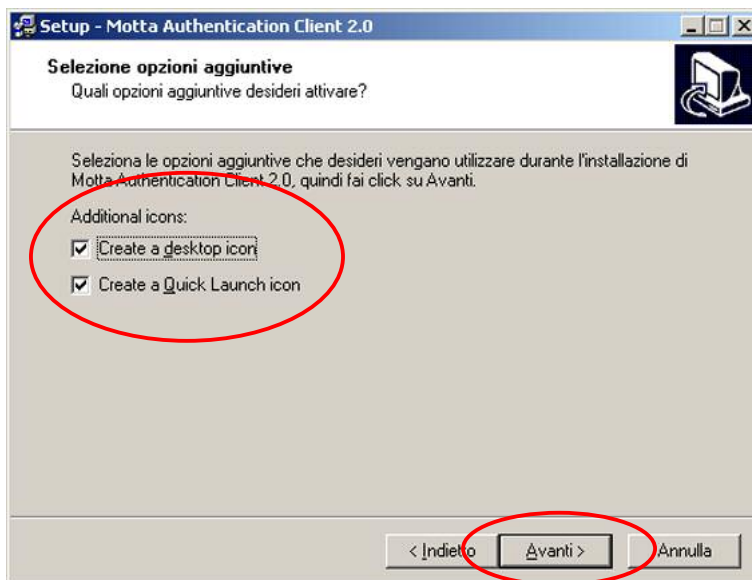 Setup - Motta Authentication Client 2.0
Selezione opzioni aggiuntive
Quali opzioni aggiuntive desideri attivare?
Seleziona le opzioni aggiuntive che desideri vengano utilizzare durante l'installazione di
Motta Authentication Client 2.0, quindi fai click su Avanti.
Additional icons:
Create a desktop icon
Create a Quick Launch icon
< Indietro Avanti > Annulla